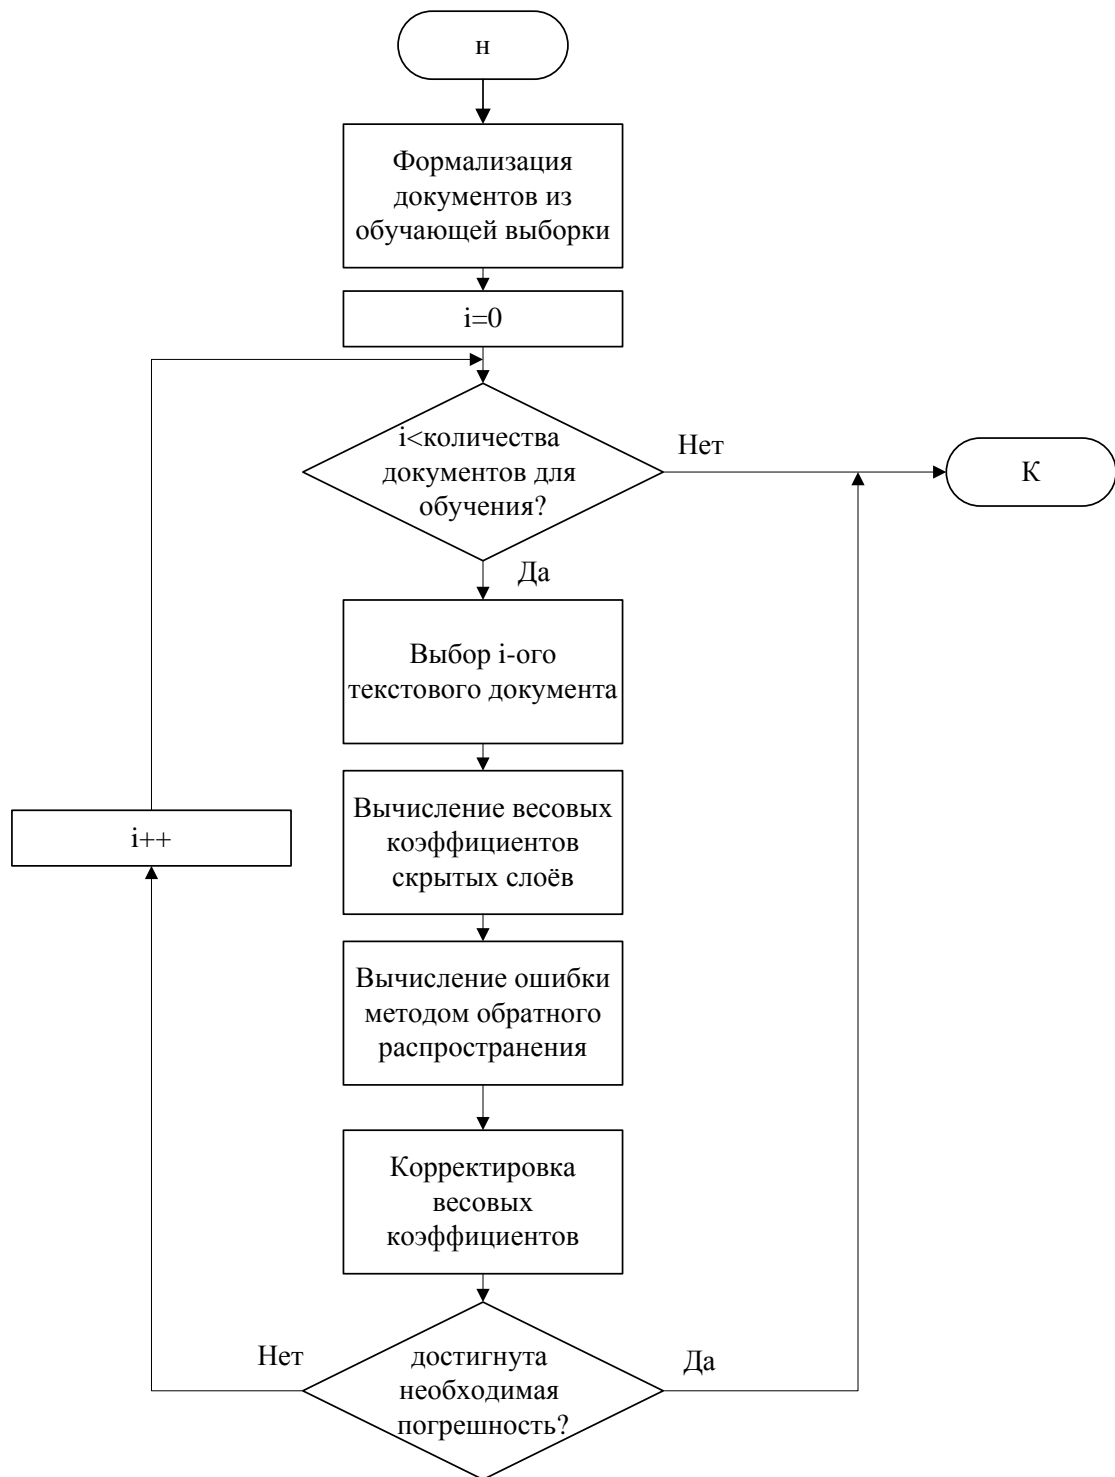 н
Формализация
документов из
обучающей выборки
i=0
i<количества
документов для
обучения?
Нет
К
Да
Выбор i-ого
текстового документа
Вычисление весовых
коэффициентов
скрытых слоёв
i++
Вычисление ошибки
методом обратного
распространения
Корректировка
весовых
коэффициентов
Нет
достигнута
необходимая
погрешность?
Да